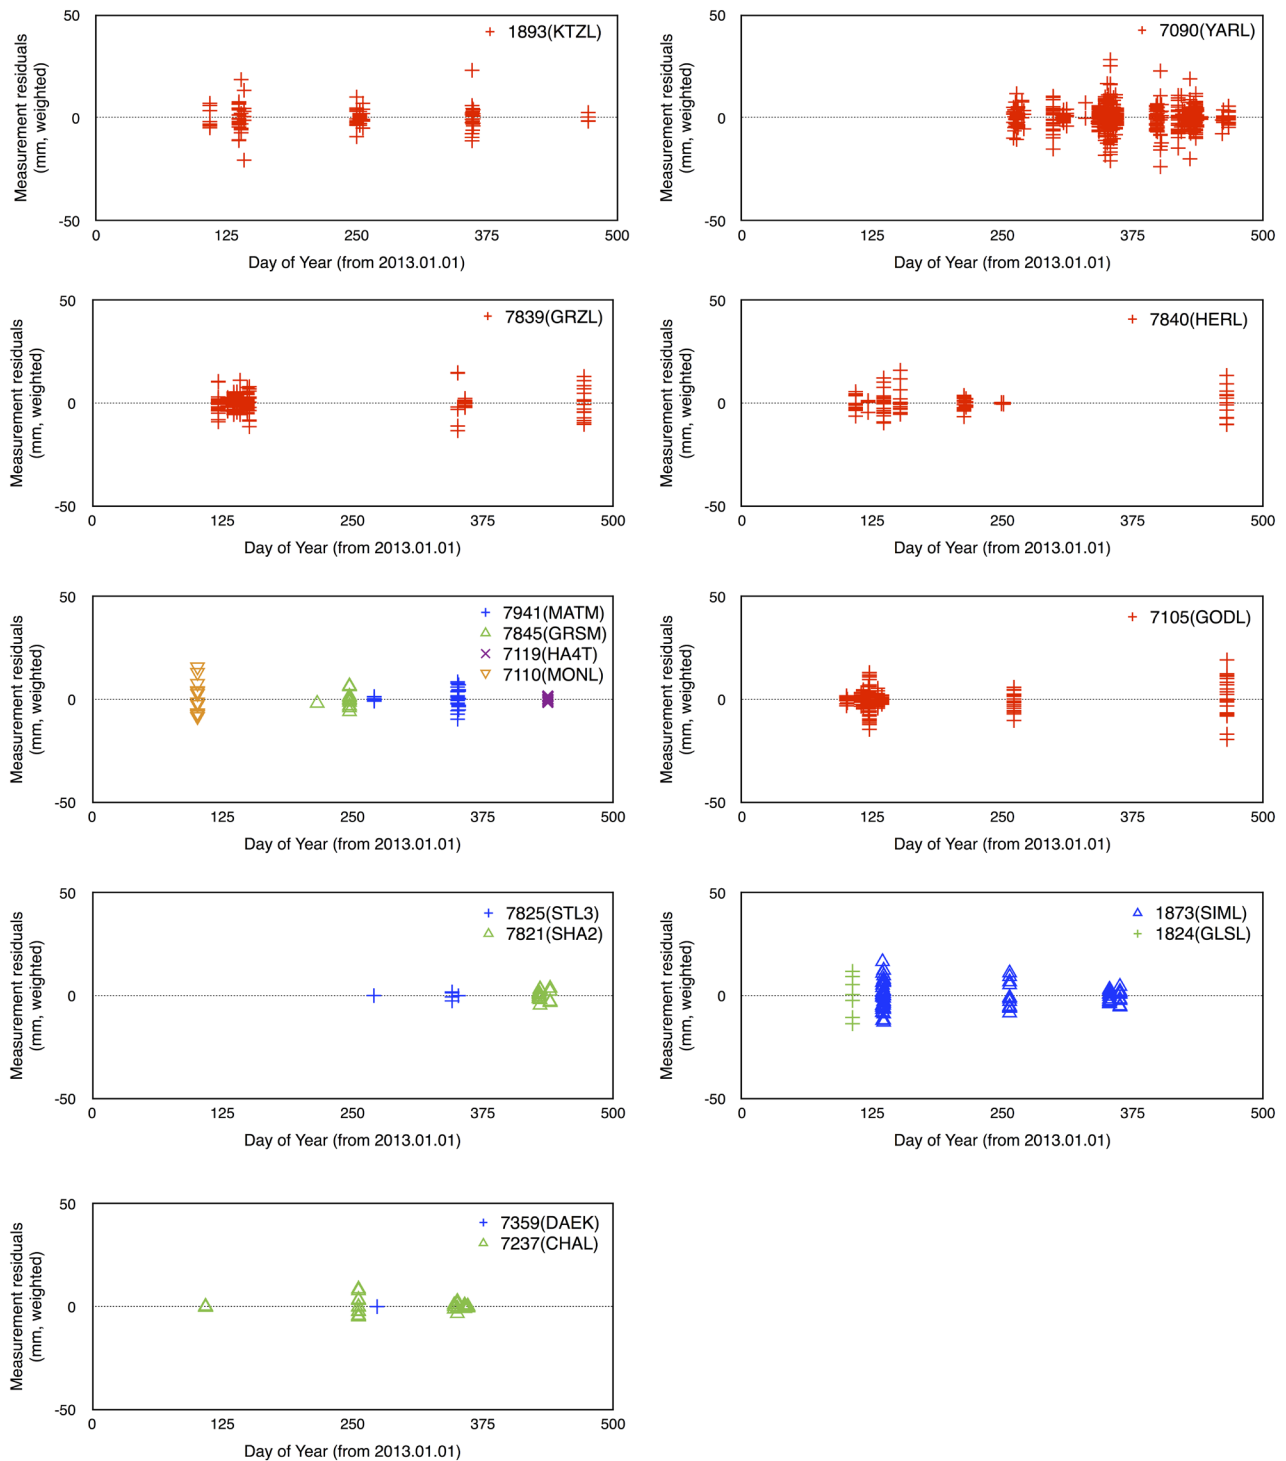 50
0
-50
Measurement residuals
(mm, weighted)
1893(KTZL)
0 125 250 375 500
Day of Year (from 2013.01.01)
50
0
-50
Measurement residuals
(mm, weighted)
7090(YARL)
0 125 250 375 500
Day of Year (from 2013.01.01)
50
0
-50
Measurement residuals
(mm, weighted)
7839(GRZL)
0 125 250 375 500
Day of Year (from 2013.01.01)
50
0
-50
Measurement residuals
(mm, weighted)
7840(HERL)
0 125 250 375 500
Day of Year (from 2013.01.01)
50
0
-50
Measurement residuals
(mm, weighted)
7941(MATM)
7845(GRSM)
7119(HA4T)
7110(MONL)
0 125 250 375 500
Day of Year (from 2013.01.01)
50
0
-50
Measurement residuals
(mm, weighted)
7105(GODL)
0 125 250 375 500
Day of Year (from 2013.01.01)
50
0
-50
Measurement residuals
(mm, weighted)
7825(STL3)
7821(SHA2)
0 125 250 375 500
Day of Year (from 2013.01.01)
50
0
-50
Measurement residuals
(mm, weighted)
1873(SIML)
1824(GLSL)
0 125 250 375 500
Day of Year (from 2013.01.01)
50
0
-50
Measurement residuals
(mm, weighted)
7359(DAEK)
7237(CHAL)
0 125 250 375 500
Day of Year (from 2013.01.01)